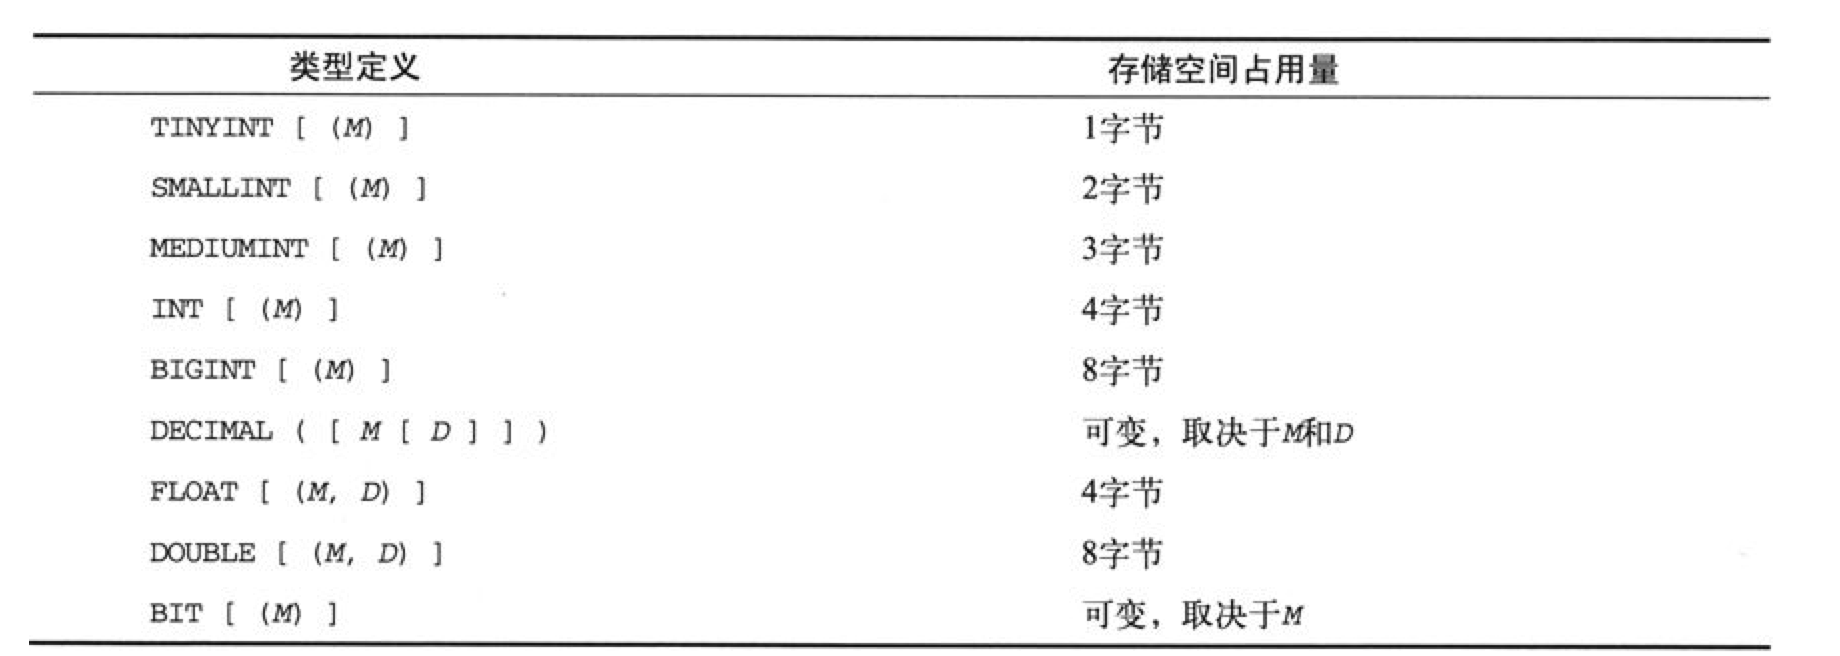 类型定义 存储空间占用量
TINYINT [ (M) ] 1字节
SMALLINT [ (M) ] 2字节
MEDIUMINT [ (M) ] 3字节
INT [ (M) ] 4字节
BIGINT [ (M) ] 8字节
DECIMAL ( [ M [ D ] ] ) 可变，取决于M和D
FLOAT [ (M, D) ] 4字节
DOUBLE [ (M, D) ] 8字节
BIT [ (M) ] 可变，取决于M